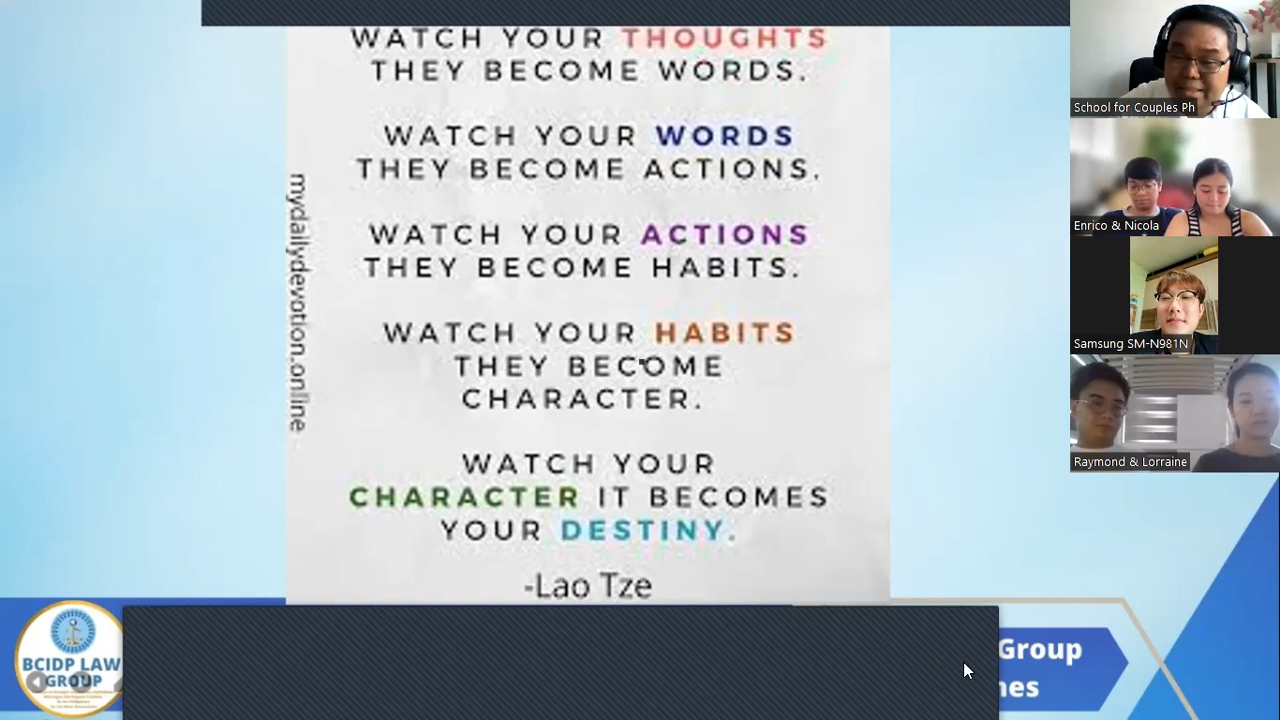 WATCH YOUR THOUGHTS
THEY BECOME WORDS.
WATCH YOUR WORDS
THEY BECOME ACTIONS.
WATCH YOUR ACTIONS
THEY BECOME HABITS.
WATCH YOUR HABITS
THEY BECOME
CHARACTER.
WATCH YOUR
CHARACTER IT BECOMES
YOUR DESTINY.
-Lao Tze
mydailydevotion.online
School for Couples Ph
Enrico & Nicola
Samsung SM-N981N
Raymond & Lorraine
BCIDP LAW
GROUP
Group
nes